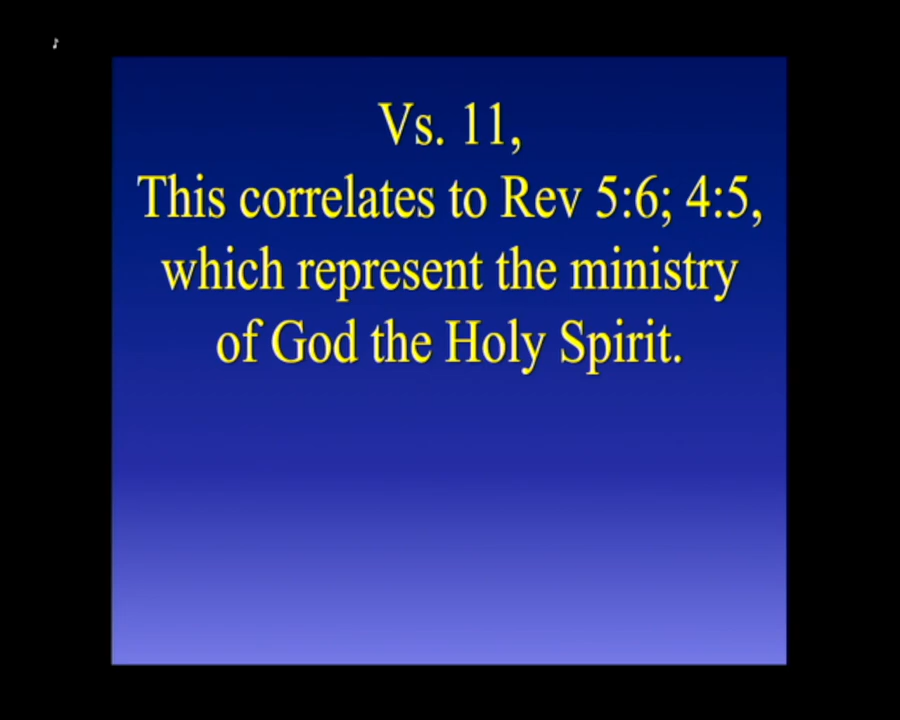 Vs. 11,
This correlates to Rev 5:6; 4:5,
which represent the ministry
of God the Holy Spirit.